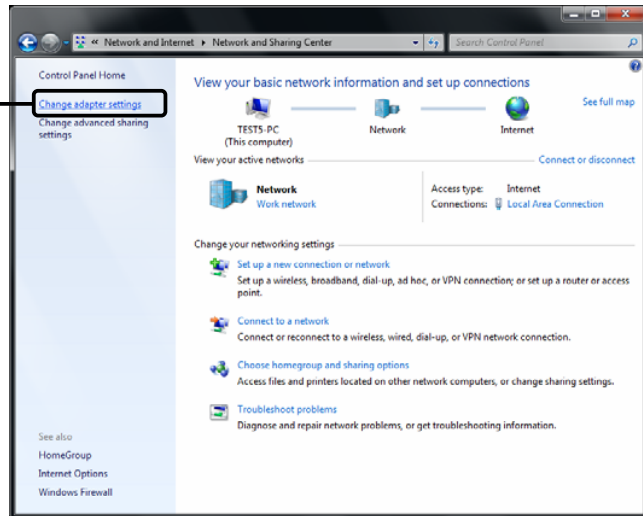 « Network and Internet ▸ Network and Sharing Center
Search Control Panel
Control Panel Home
Change adapter settings
Change advanced sharing
settings
View your basic network information and set up connections
See full map
TEST5-PC
(This computer)
Network
Internet
View your active networks
Connect or disconnect
Network
Work network
Access type: Internet
Connections: Local Area Connection
Change your networking settings
Set up a new connection or network
Set up a wireless, broadband, dial-up, ad hoc, or VPN connection; or set up a router or access
point.
Connect to a network
Connect or reconnect to a wireless, wired, dial-up, or VPN network connection.
Choose homegroup and sharing options
Access files and printers located on other network computers, or change sharing settings.
Troubleshoot problems
Diagnose and repair network problems, or get troubleshooting information.
See also
HomeGroup
Internet Options
Windows Firewall